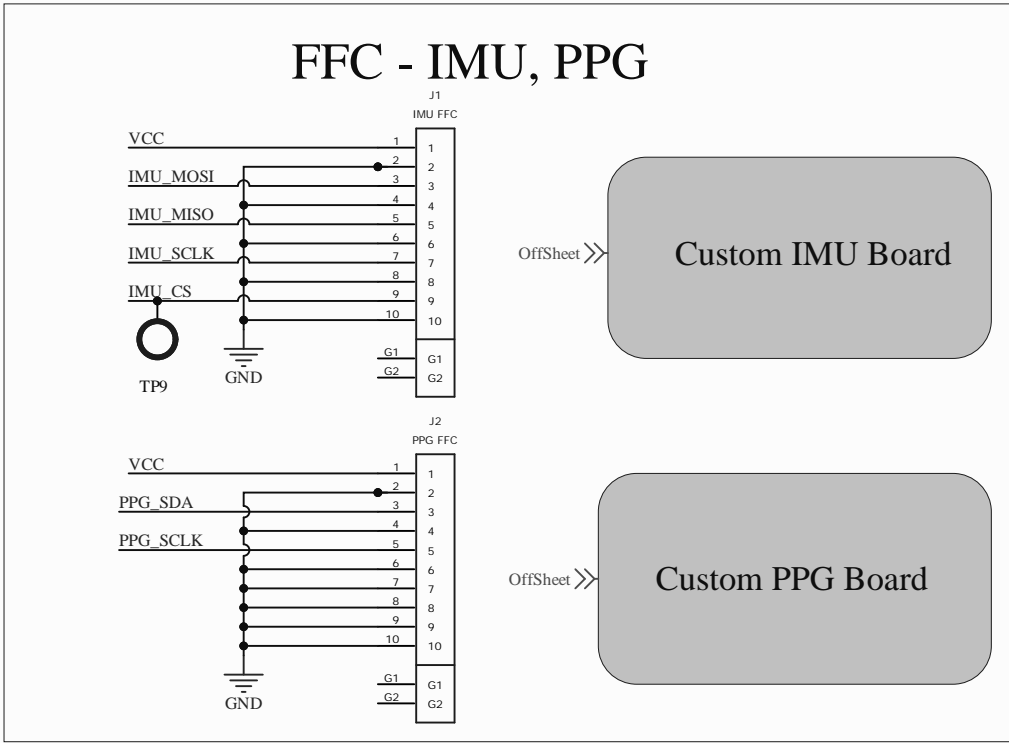 FFC - IMU, PPG
J1
IMU FFC
VCC 1 1
2 2
IMU_MOSI 3 3
4 4
IMU_MISO 5 5
6 6
IMU_SCLK 7 7
8 8
IMU_CS 9 9
10 10
G1 G1
G2 G2
TP9
GND
OffSheet
Custom IMU Board
J2
PPG FFC
VCC 1 1
2 2
PPG_SDA 3 3
4 4
PPG_SCLK 5 5
6 6
7 7
8 8
9 9
10 10
G1 G1
G2 G2
GND
OffSheet
Custom PPG Board